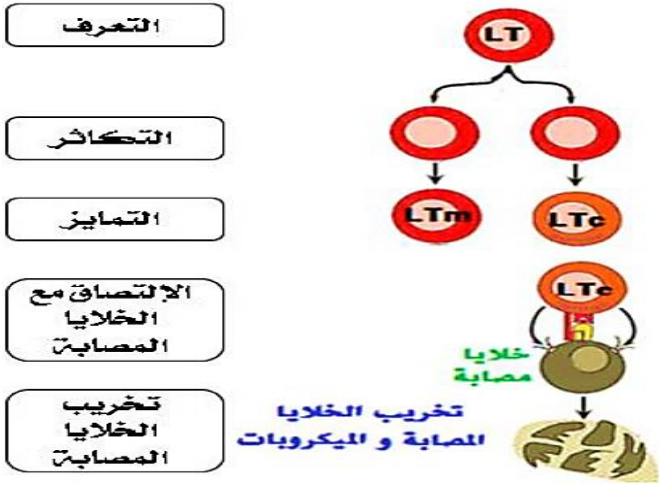 التعرف
LT
التكاثر
التمايز
LTm
LTc
الإلتصاق مع
الخلايا
المصابة
LTc
خلايا
مصابة
تخريب
الخلايا
المصابة
تخريب الخلايا
المصابة و الميكروبات